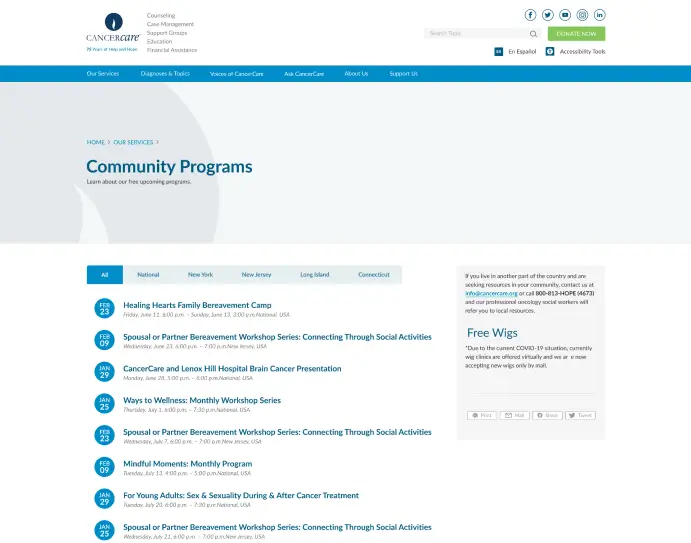 CANCERcare
75 Years of Help and Hope
Counseling
Case Management
Support Groups
Education
Financial Assistance
Search Topic
DONATE NOW
En Español
Accessibility Tools
Our Services
Diagnoses & Topics
Voices of CancerCare
Ask CancerCare
About Us
Support Us
HOME > OUR SERVICES >
Community Programs
Learn about our free upcoming programs.
All
National
New York
New Jersey
Long Island
Connecticut
FEB
23
Healing Hearts Family Bereavement Camp
Friday, June 11, 6:00 p.m. – Sunday, June 13, 3:00 p.m.National, USA
FEB
09
Spousal or Partner Bereavement Workshop Series: Connecting Through Social Activities
Wednesday, June 23, 6:00 p.m. – 7:00 p.m.New Jersey, USA
JAN
29
CancerCare and Lenox Hill Hospital Brain Cancer Presentation
Monday, June 28, 5:00 p.m. – 6:00 p.m.National, USA
JAN
25
Ways to Wellness: Monthly Workshop Series
Thursday, July 1, 6:00 p.m. – 7:30 p.m.National, USA
FEB
23
Spousal or Partner Bereavement Workshop Series: Connecting Through Social Activities
Wednesday, July 7, 6:00 p.m. – 7:00 p.m.New Jersey, USA
FEB
09
Mindful Moments: Monthly Program
Tuesday, July 13, 4:00 p.m. – 5:00 p.m.National, USA
JAN
29
For Young Adults: Sex & Sexuality During & After Cancer Treatment
Tuesday, July 20, 6:00 p.m. – 7:30 p.m.National, USA
JAN
25
Spousal or Partner Bereavement Workshop Series: Connecting Through Social Activities
Wednesday, July 21, 6:00 p.m. – 7:00 p.m.New Jersey, USA
If you live in another part of the country and are
seeking resources in your community, contact us at
info@cancercare.org or call 800-813-HOPE (4673)
and our professional oncology social workers will
refer you to local resources.
Free Wigs
*Due to the current COVID-19 situation, currently
wig clinics are offered virtually and we ar e now
accepting new wigs only by mail.
Print
Mail
Share
Tweet